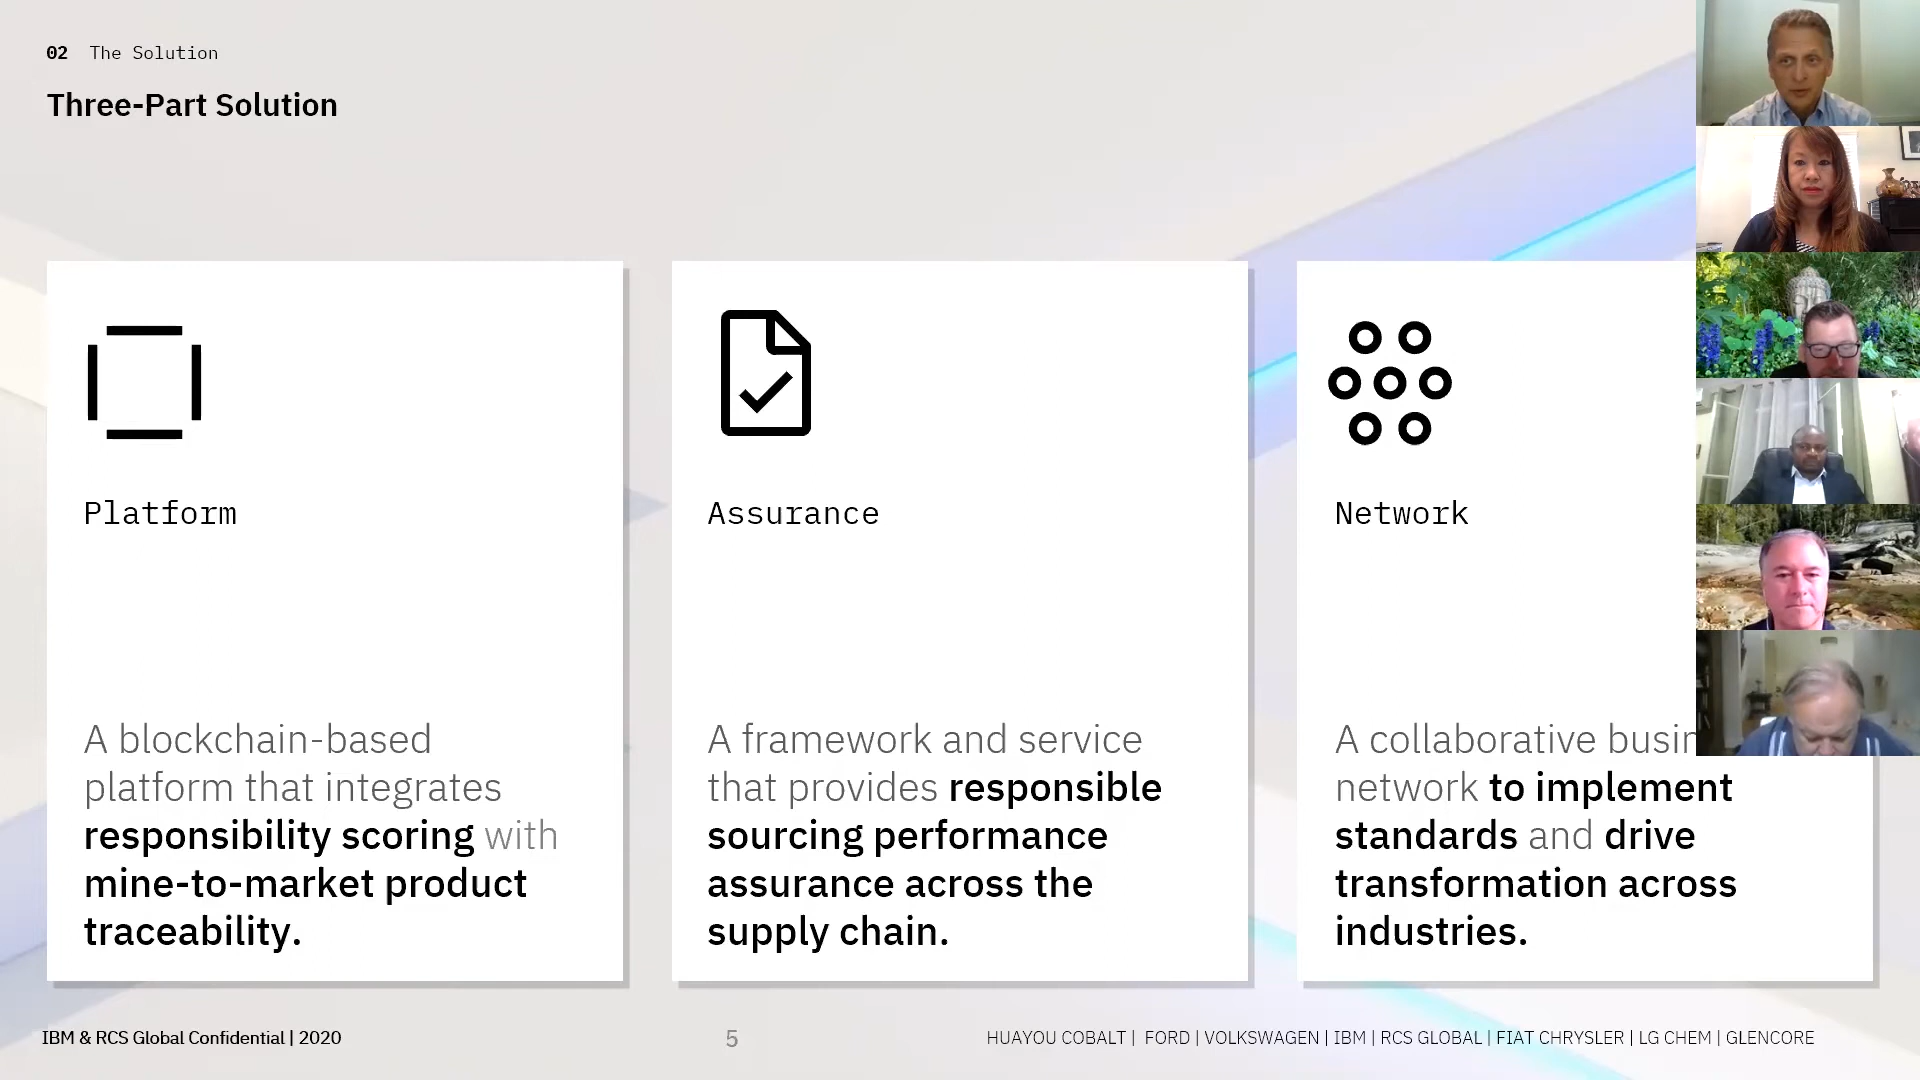 02 The Solution
Three-Part Solution
Platform
A blockchain-based
platform that integrates
responsibility scoring with
mine-to-market product
traceability.
Assurance
A framework and service
that provides responsible
sourcing performance
assurance across the
supply chain.
Network
A collaborative
network to implement
standards and drive
transformation across
industries.
IBM & RCS Global Confidential | 2020
5
HUAYOU COBALT | FORD | VOLKSWAGEN | IBM | RCS GLOBAL | FIAT CHRYSLER | LG CHEM | GLENCORE